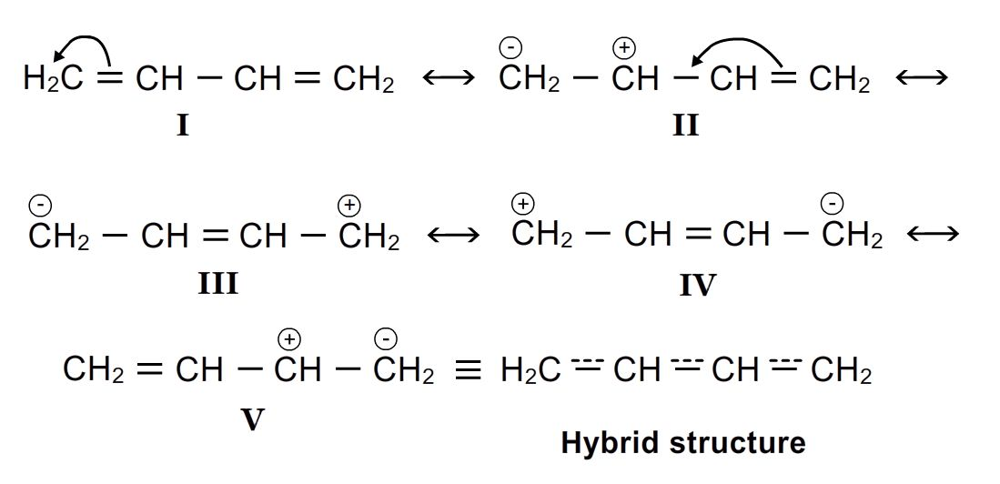 H₂C = CH – CH = CH₂ ↔ ⊖CH₂ – ⊕CH – CH = CH₂ ↔
I II
⊖CH₂ – CH = CH – ⊕CH₂ ↔ ⊕CH₂ – CH = CH – ⊖CH₂ ↔
III IV
CH₂ = CH – ⊕CH – ⊖CH₂ ≡ H₂C ⎓ CH ⎓ CH ⎓ CH₂
V
Hybrid structure